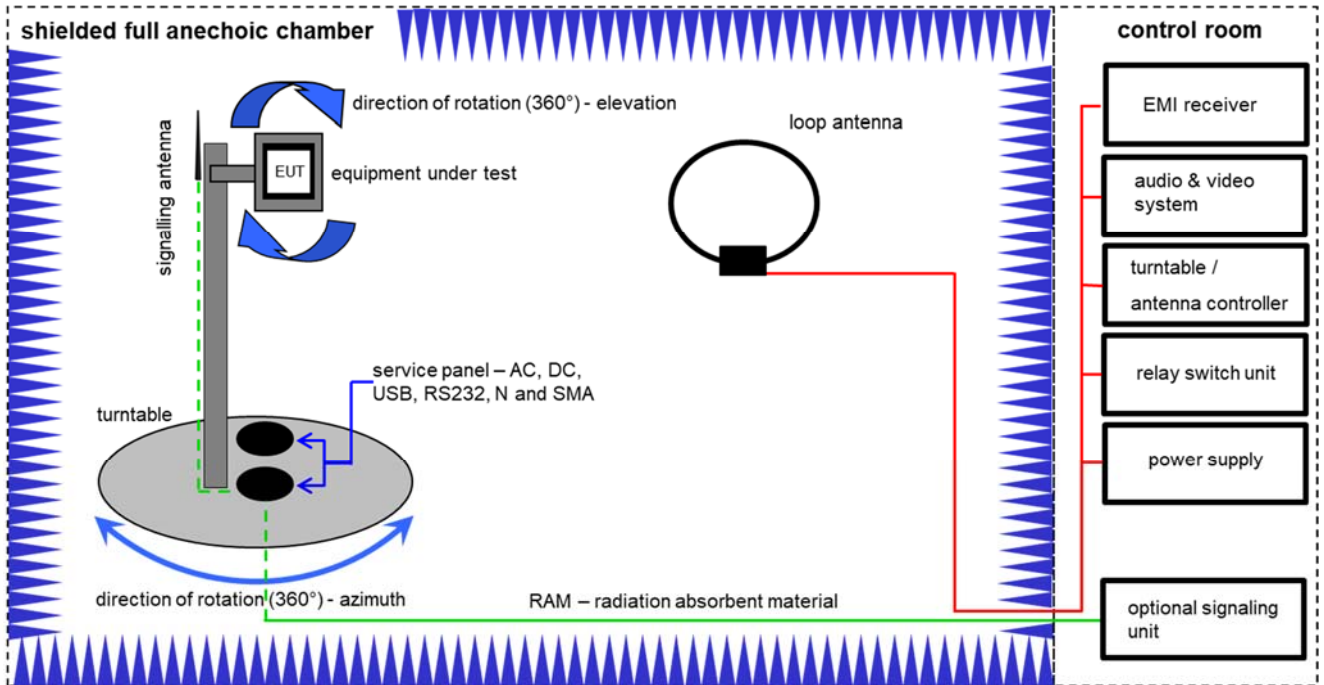 shielded full anechoic chamber
control room
direction of rotation (360°) - elevation
EMI receiver
loop antenna
signalling antenna
EUT
equipment under test
audio & video
system
turntable /
antenna controller
service panel – AC, DC,
USB, RS232, N and SMA
relay switch unit
turntable
power supply
direction of rotation (360°) - azimuth
RAM – radiation absorbent material
optional signaling
unit